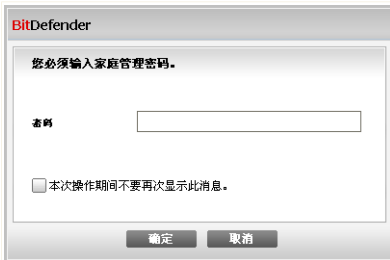 BitDefender
您必须输入家庭管理密码。
密码
本次操作期间不要再次显示此消息。
确定
取消